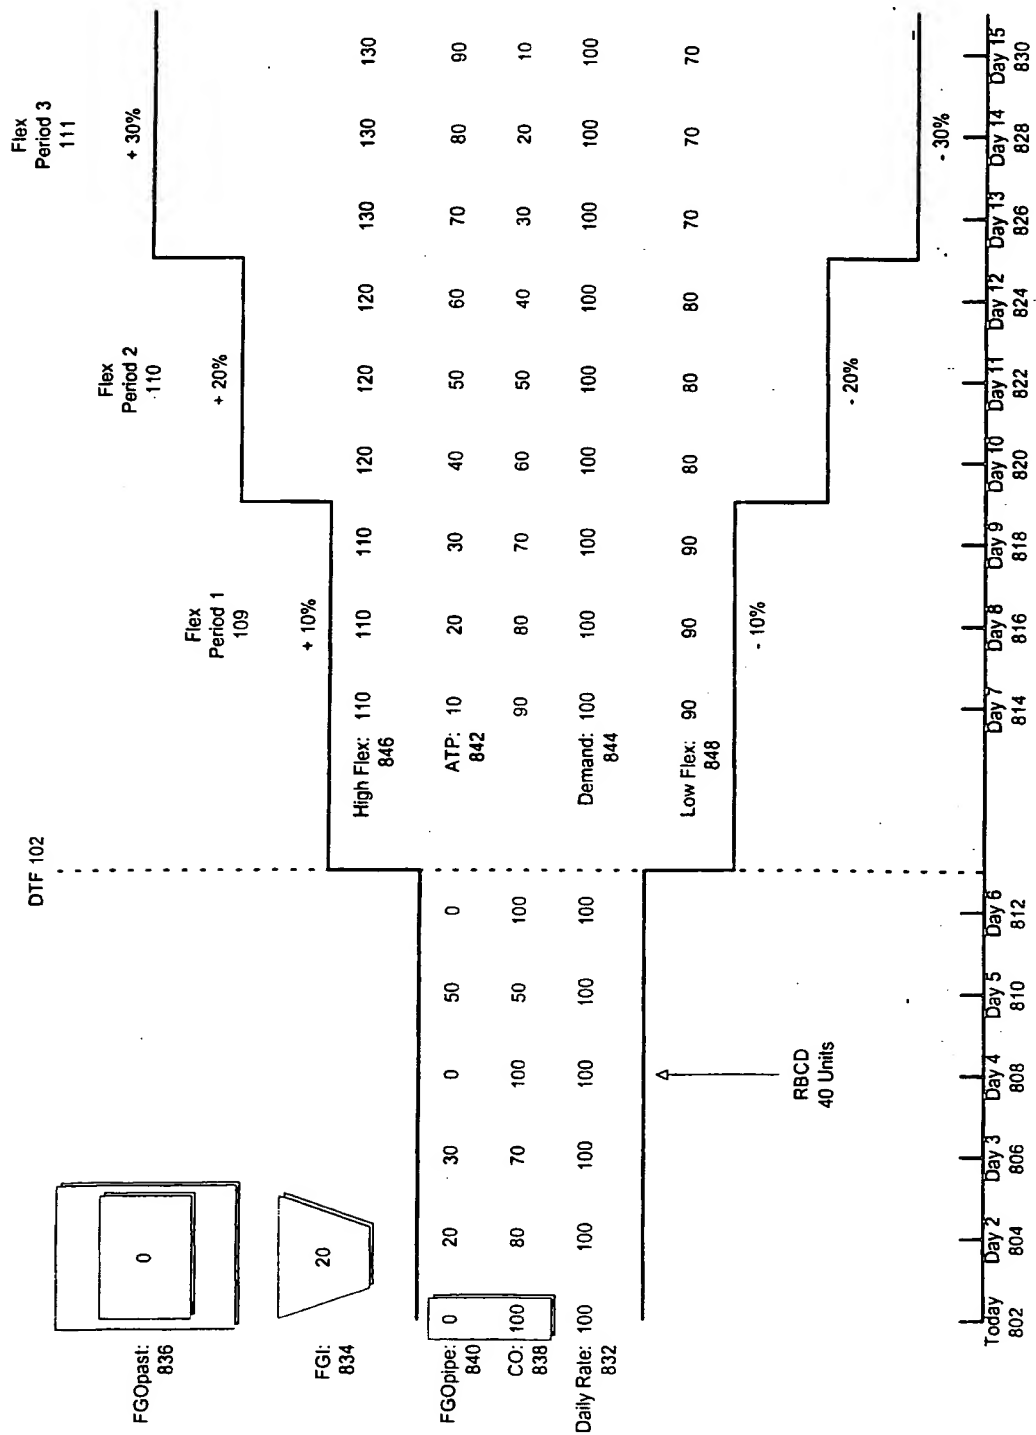 DTF 102
Flex
Period 1
109
Flex
Period 2
110
Flex
Period 3
111
+ 10%
+ 20%
+ 30%
FGOpast:
836
0
FGI:
834
20
High Flex: 110 110 110 120 120 120 130 130 130
846
FGOpipe: 0 20 30 0 50 0
840
ATP: 10 20 30 40 50 60 70 80 90
842
CO: 100 80 70 100 50 100 90 80 70 60 50 40 30 20 10
838
Daily Rate: 100 100 100 100 100 100
832
Demand: 100 100 100 100 100 100 100 100 100
844
Low Flex: 90 90 90 80 80 80 70 70 70
848
- 10%
- 20%
- 30%
RBCD
40 Units
Today Day 2 Day 3 Day 4 Day 5 Day 6 Day 7 Day 8 Day 9 Day 10 Day 11 Day 12 Day 13 Day 14 Day 15
802 804 806 808 810 812 814 816 818 820 822 824 826 828 830